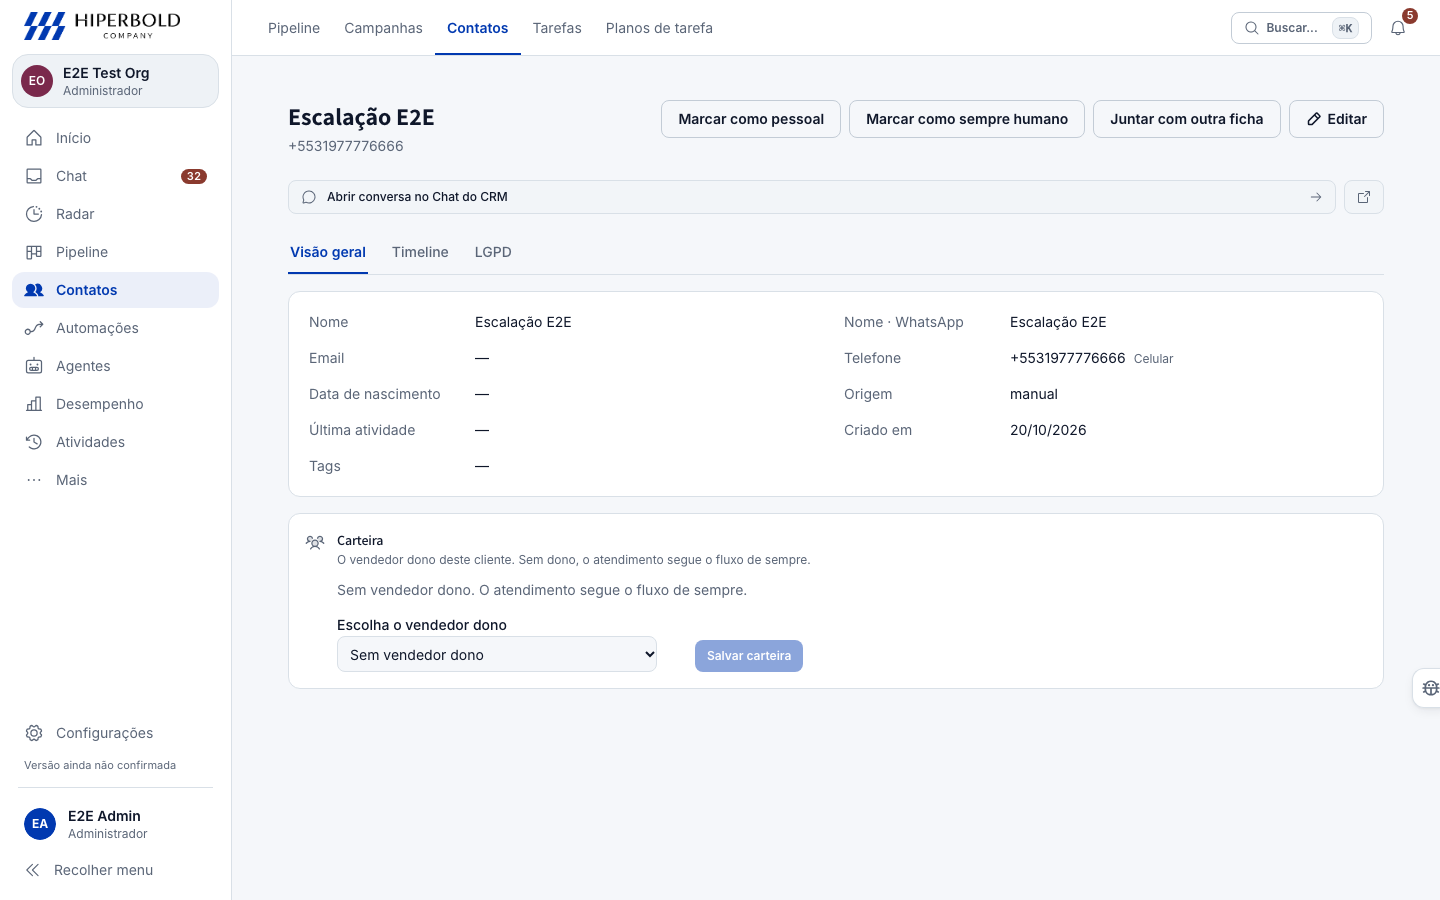 HIPERBOLD
COMPANY
EO
E2E Test Org
Administrador
Início
Chat
32
Radar
Pipeline
Contatos
Automações
Agentes
Desempenho
Atividades
Mais
Configurações
Versão ainda não confirmada
EA
E2E Admin
Administrador
Recolher menu
Pipeline
Campanhas
Contatos
Tarefas
Planos de tarefa
Buscar...
⌘K
5
Escalação E2E
+5531977776666
Marcar como pessoal
Marcar como sempre humano
Juntar com outra ficha
Editar
Abrir conversa no Chat do CRM
Visão geral
Timeline
LGPD
Nome
Escalação E2E
Nome · WhatsApp
Escalação E2E
Email
—
Telefone
+5531977776666 Celular
Data de nascimento
—
Origem
manual
Última atividade
—
Criado em
20/10/2026
Tags
—
Carteira
O vendedor dono deste cliente. Sem dono, o atendimento segue o fluxo de sempre.
Sem vendedor dono. O atendimento segue o fluxo de sempre.
Escolha o vendedor dono
Sem vendedor dono
Salvar carteira